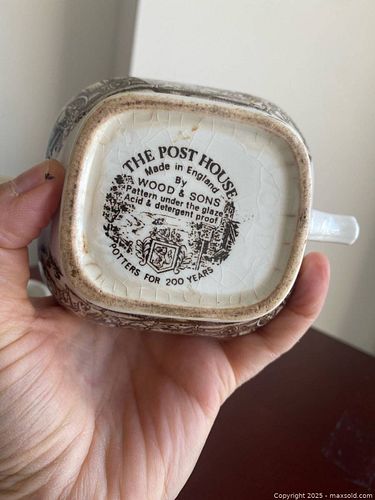 THE POST HOUSE
Made in England
By
WOOD & SONS
Pattern under the glaze
Acid & detergent proof
POTTERS FOR 200 YEARS
Copyright 2025 - maxsold.com